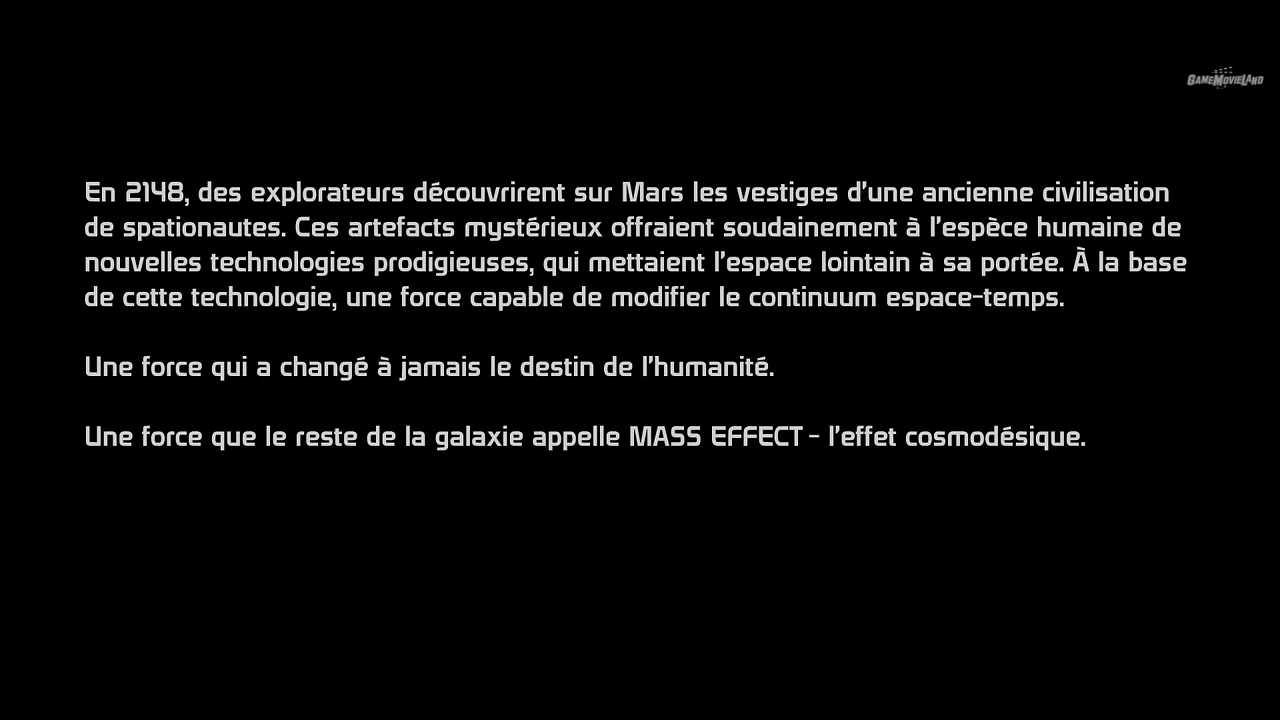 GAMEMOVIELAND
En 2148, des explorateurs découvrirent sur Mars les vestiges d'une ancienne civilisation
de spationautes. Ces artefacts mystérieux offraient soudainement à l'espèce humaine de
nouvelles technologies prodigieuses, qui mettaient l'espace lointain à sa portée. À la base
de cette technologie, une force capable de modifier le continuum espace-temps.
Une force qui a changé à jamais le destin de l'humanité.
Une force que le reste de la galaxie appelle MASS EFFECT - l'effet cosmodésique.